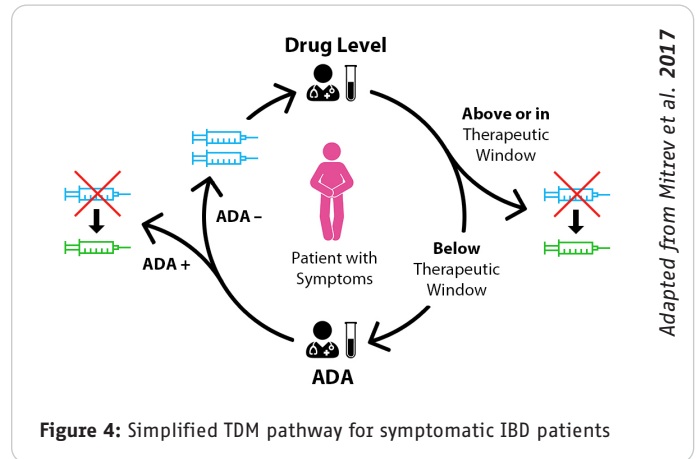 Drug Level
Above or in
Therapeutic
Window
ADA –
ADA +
Patient with
Symptoms
Below
Therapeutic
Window
ADA
Adapted from Mitrev et al. 2017
Figure 4: Simplified TDM pathway for symptomatic IBD patients